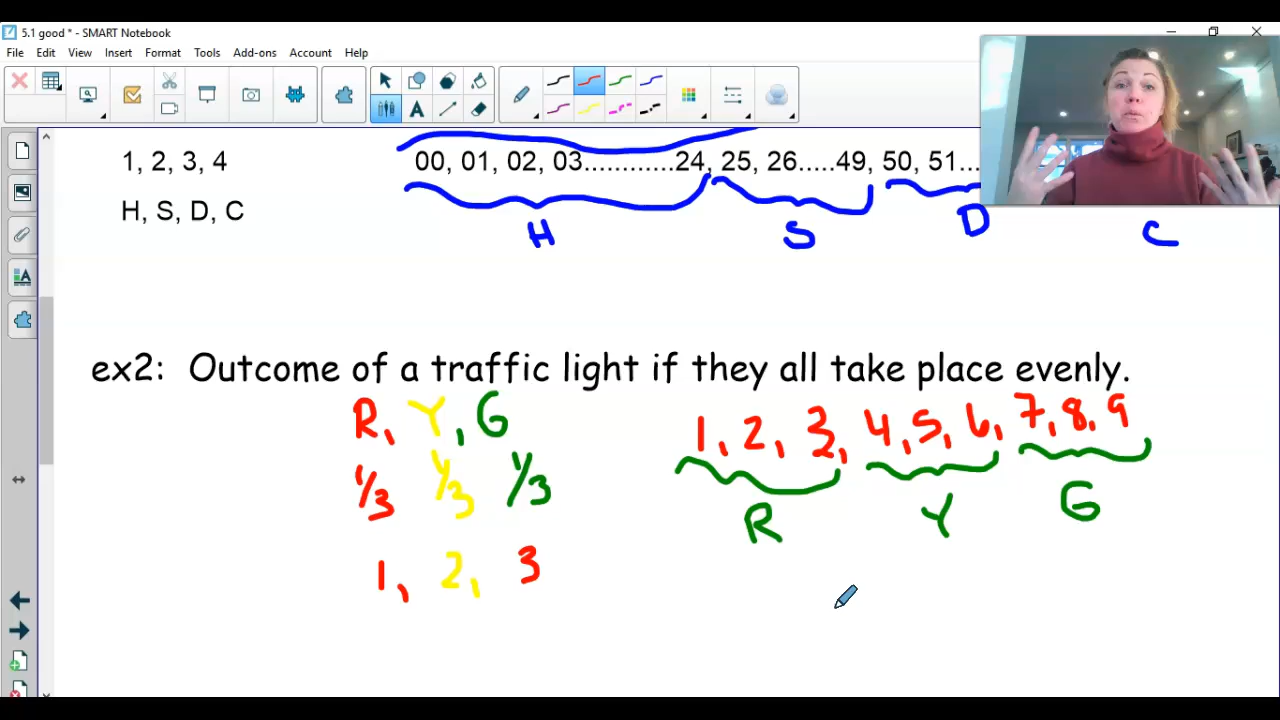 5.1 good * - SMART Notebook
File Edit View Insert Format Tools Add-ons Account Help
1, 2, 3, 4
00, 01, 02, 03............24, 25, 26.....49, 50, 51...
H, S, D, C
H S D C
ex2: Outcome of a traffic light if they all take place evenly.
R, Y, G
1, 2, 3, 4, 5, 6, 7, 8, 9
1/3 1/3 1/3
R Y G
1, 2, 3